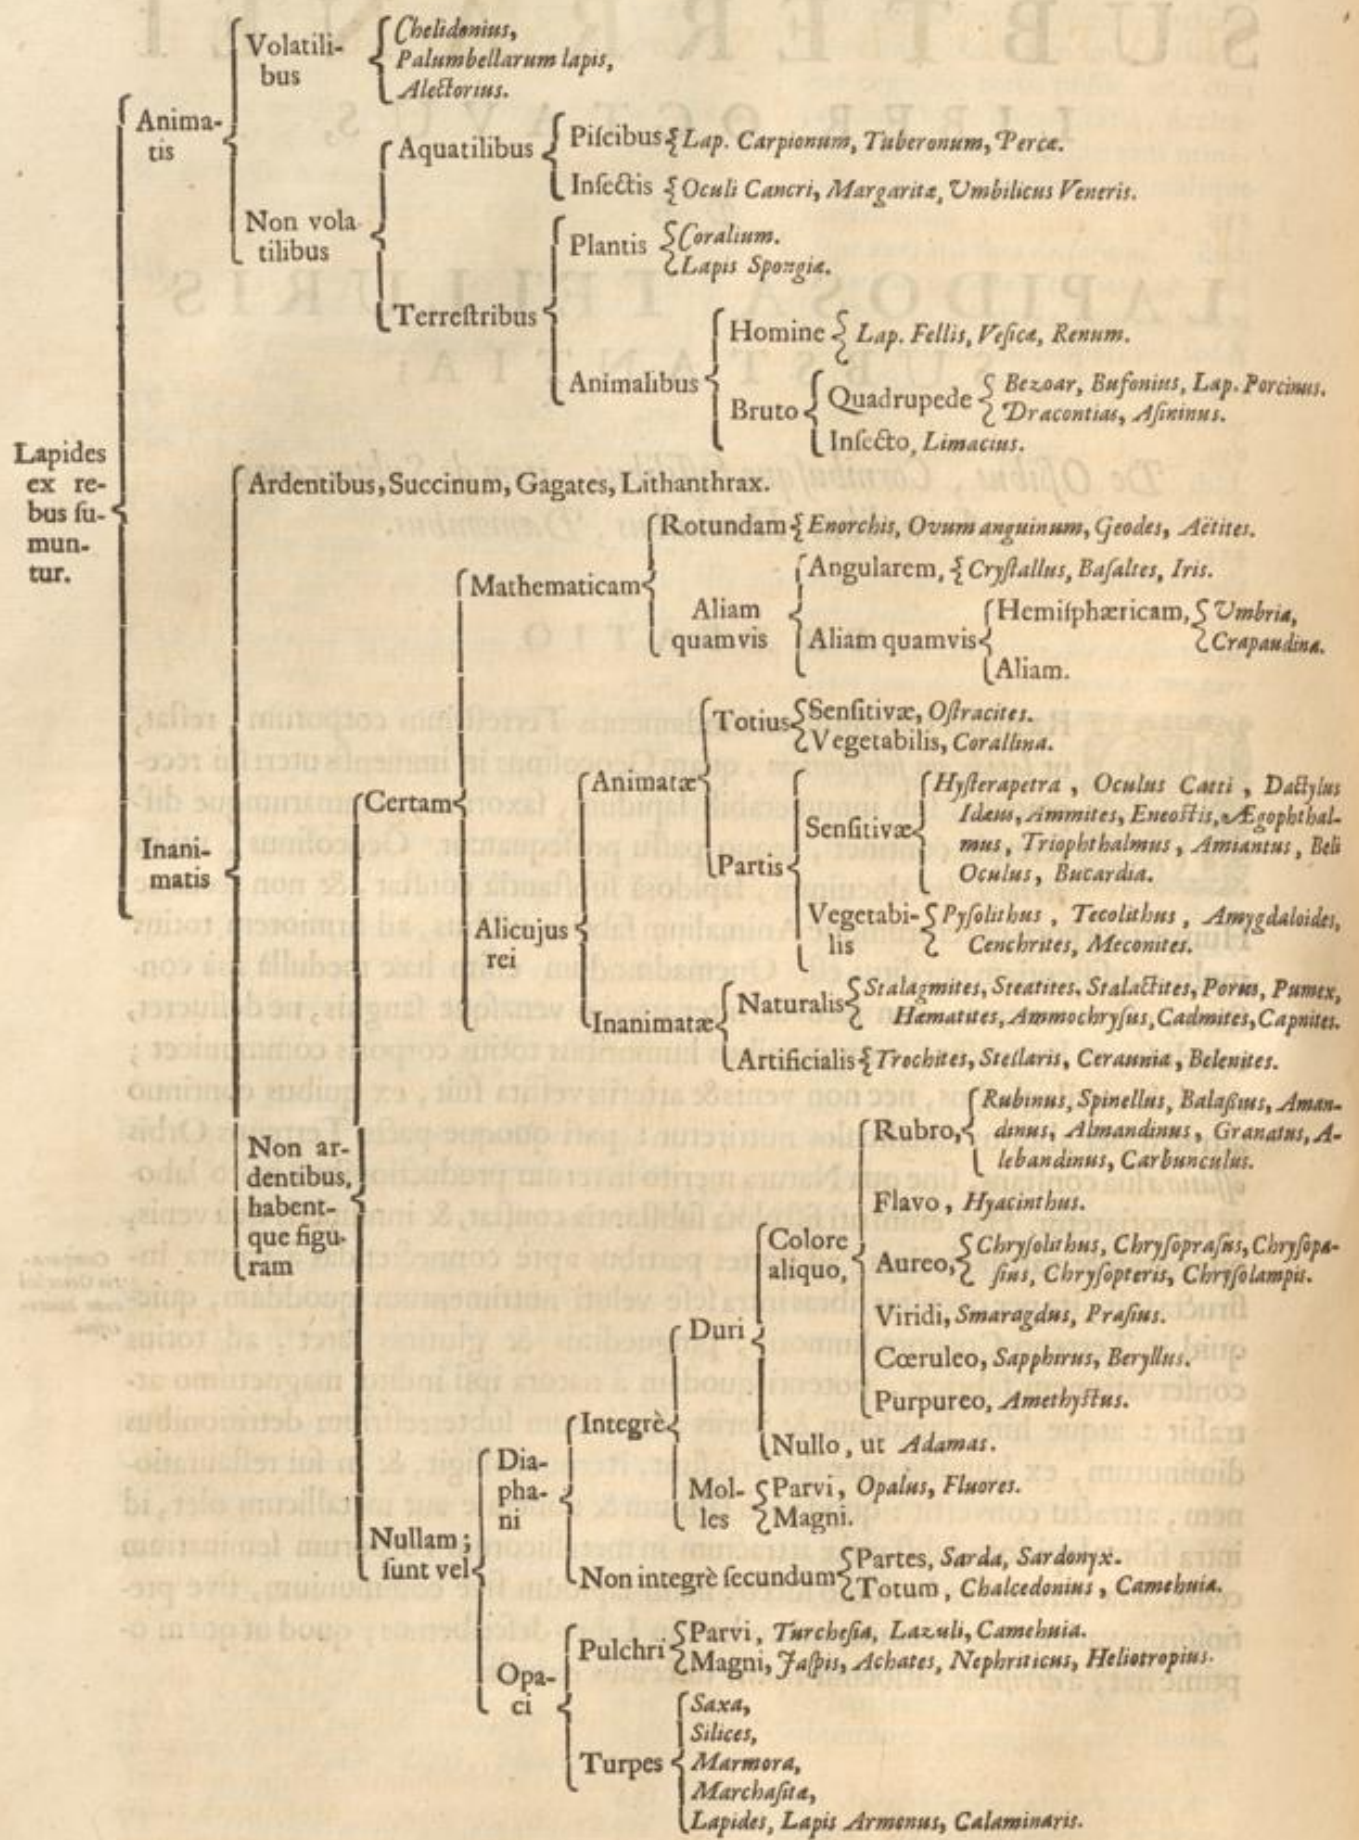 Volatili-
bus
Chelidonius,
Palumbellarum lapis,
Alectorius.
Anima-
tis
Aquatilibus
Piſcibus Lap. Carpionum, Tuberonum, Percæ.
Inſectis Oculi Cancri, Margaritæ, Vmbilicus Veneris.
Non vola
tilibus
Plantis Coralium.
Lapis Spongiæ.
Terreſtribus
Homine Lap. Fellis, Veſicæ, Renum.
Animalibus
Bruto
Quadrupede Bezoar, Bufonius, Lap. Porcinus.
Dracontias, Aſininus.
Inſecto, Limacius.
Lapides
ex re-
bus ſu-
mun-
tur.
Ardentibus, Succinum, Gagates, Lithanthrax.
Rotundam Enorchis, Ovum anguinum, Geodes, Aëtites.
Mathematicam
Angularem, Cryſtallus, Baſaltes, Iris.
Aliam
quamvis
Aliam quamvis
Hemiſphæricam, Umbria,
Crapaudina.
Aliam.
Totius Senſitivæ, Oſtracites.
Vegetabilis, Corallina.
Animatæ
Certam
Partis
Senſitivæ
Hyſterapetra, Oculus Catti, Dactylus
Idæus, Ammites, Eneoſtis, Ægophthal-
mus, Triophthalmus, Amiantus, Beli
Oculus, Bucardia.
Inani-
matis
Vegetabi-
lis
Pyſolithus, Tecolithus, Amygdaloides,
Cenchrites, Meconites.
Alicujus
rei
Inanimatæ
Naturalis Stalagmites, Steatites, Stalactites, Porus, Pumex,
Hæmatites, Ammochryſus, Cadmites, Capnites.
Artificialis Trochites, Stellaris, Ceraunia, Belenites.
Non ar-
dentibus,
habent-
que figu-
ram
Rubro,
Rubinus, Spinellus, Balaſſius, Aman-
dinus, Almandinus, Granatus, A-
lebandinus, Carbunculus.
Flavo, Hyacinthus.
Colore
aliquo,
Aureo, Chryſolithus, Chryſopraſus, Chryſopa-
ſius, Chryſopteris, Chryſolampis.
Viridi, Smaragdus, Praſius.
Duri
Cœruleo, Sapphirus, Beryllus.
Purpureo, Amethyſtus.
Integrè
Nullo, ut Adamas.
Dia-
pha-
ni
Mol-
les
Parvi, Opalus, Fluores.
Magni.
Nullam;
ſunt vel
Non integrè ſecundum Partes, Sarda, Sardonyx.
Totum, Chalcedonius, Camehuia.
Pulchri Parvi, Turcheſia, Lazuli, Camehuia.
Magni, Jaſpis, Achates, Nephriticus, Heliotropius.
Opa-
ci
Turpes
Saxa,
Silices,
Marmora,
Marchaſitæ,
Lapides, Lapis Armenus, Calaminaris.